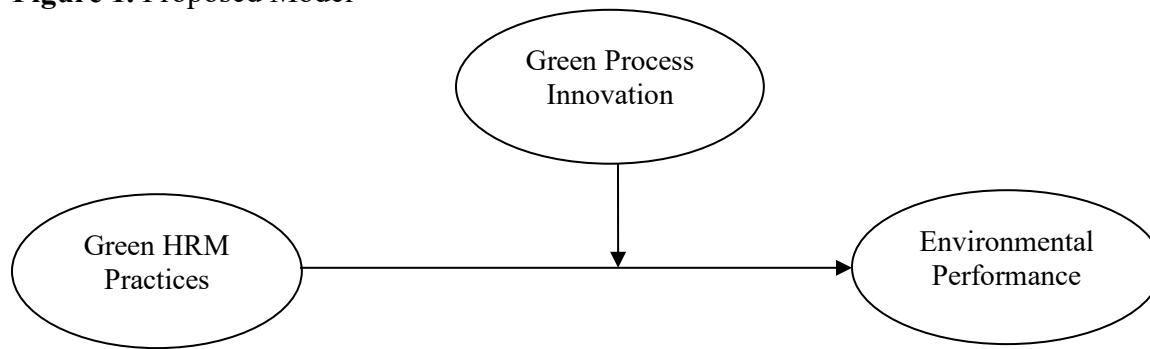 Figure 1. Proposed Model
Green Process
Innovation
Green HRM
Practices
Environmental
Performance